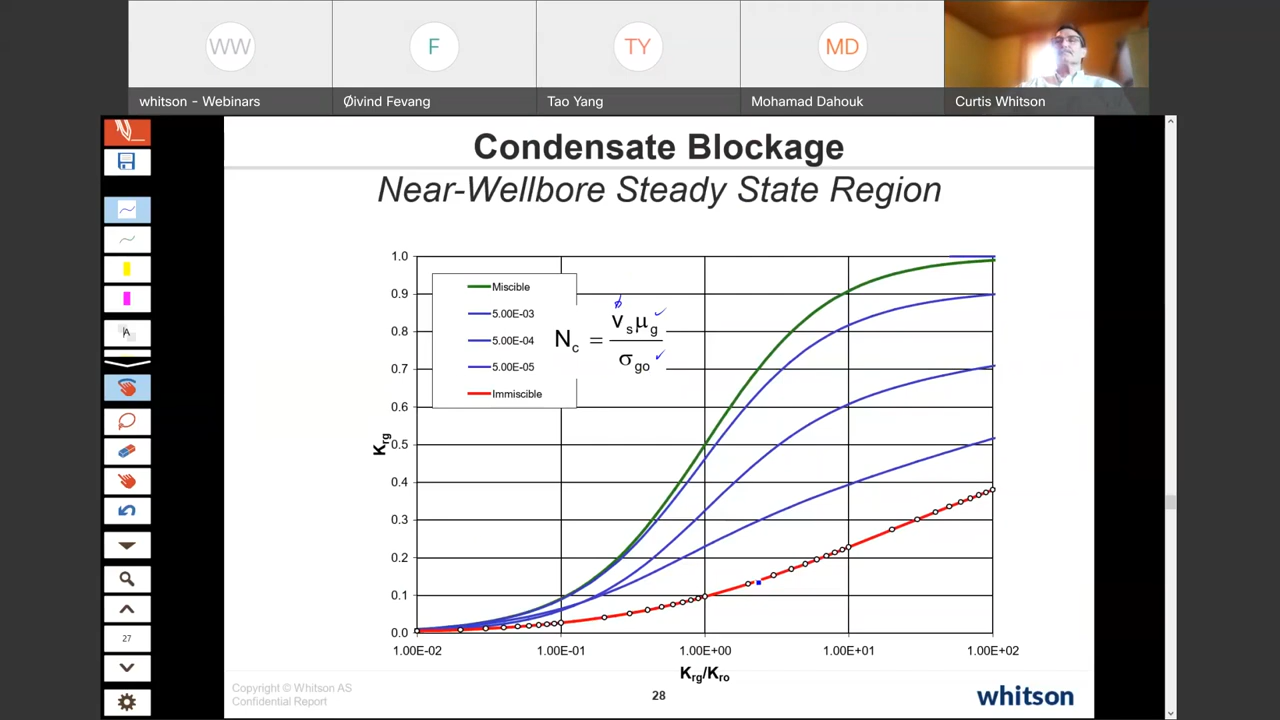 WW
F
TY
MD
whitson - Webinars
Øivind Fevang
Tao Yang
Mohamad Dahouk
Curtis Whitson
Condensate Blockage
Near-Wellbore Steady State Region
1.0
0.9
0.8
0.7
0.6
0.5
0.4
0.3
0.2
0.1
0.0
Krg
Miscible
5.00E-03
5.00E-04
5.00E-05
Immiscible
Nc = vsμg / σgo
A
27
1.00E-02
1.00E-01
1.00E+00
1.00E+01
1.00E+02
Krg/Kro
Copyright © Whitson AS
Confidential Report
28
whitson